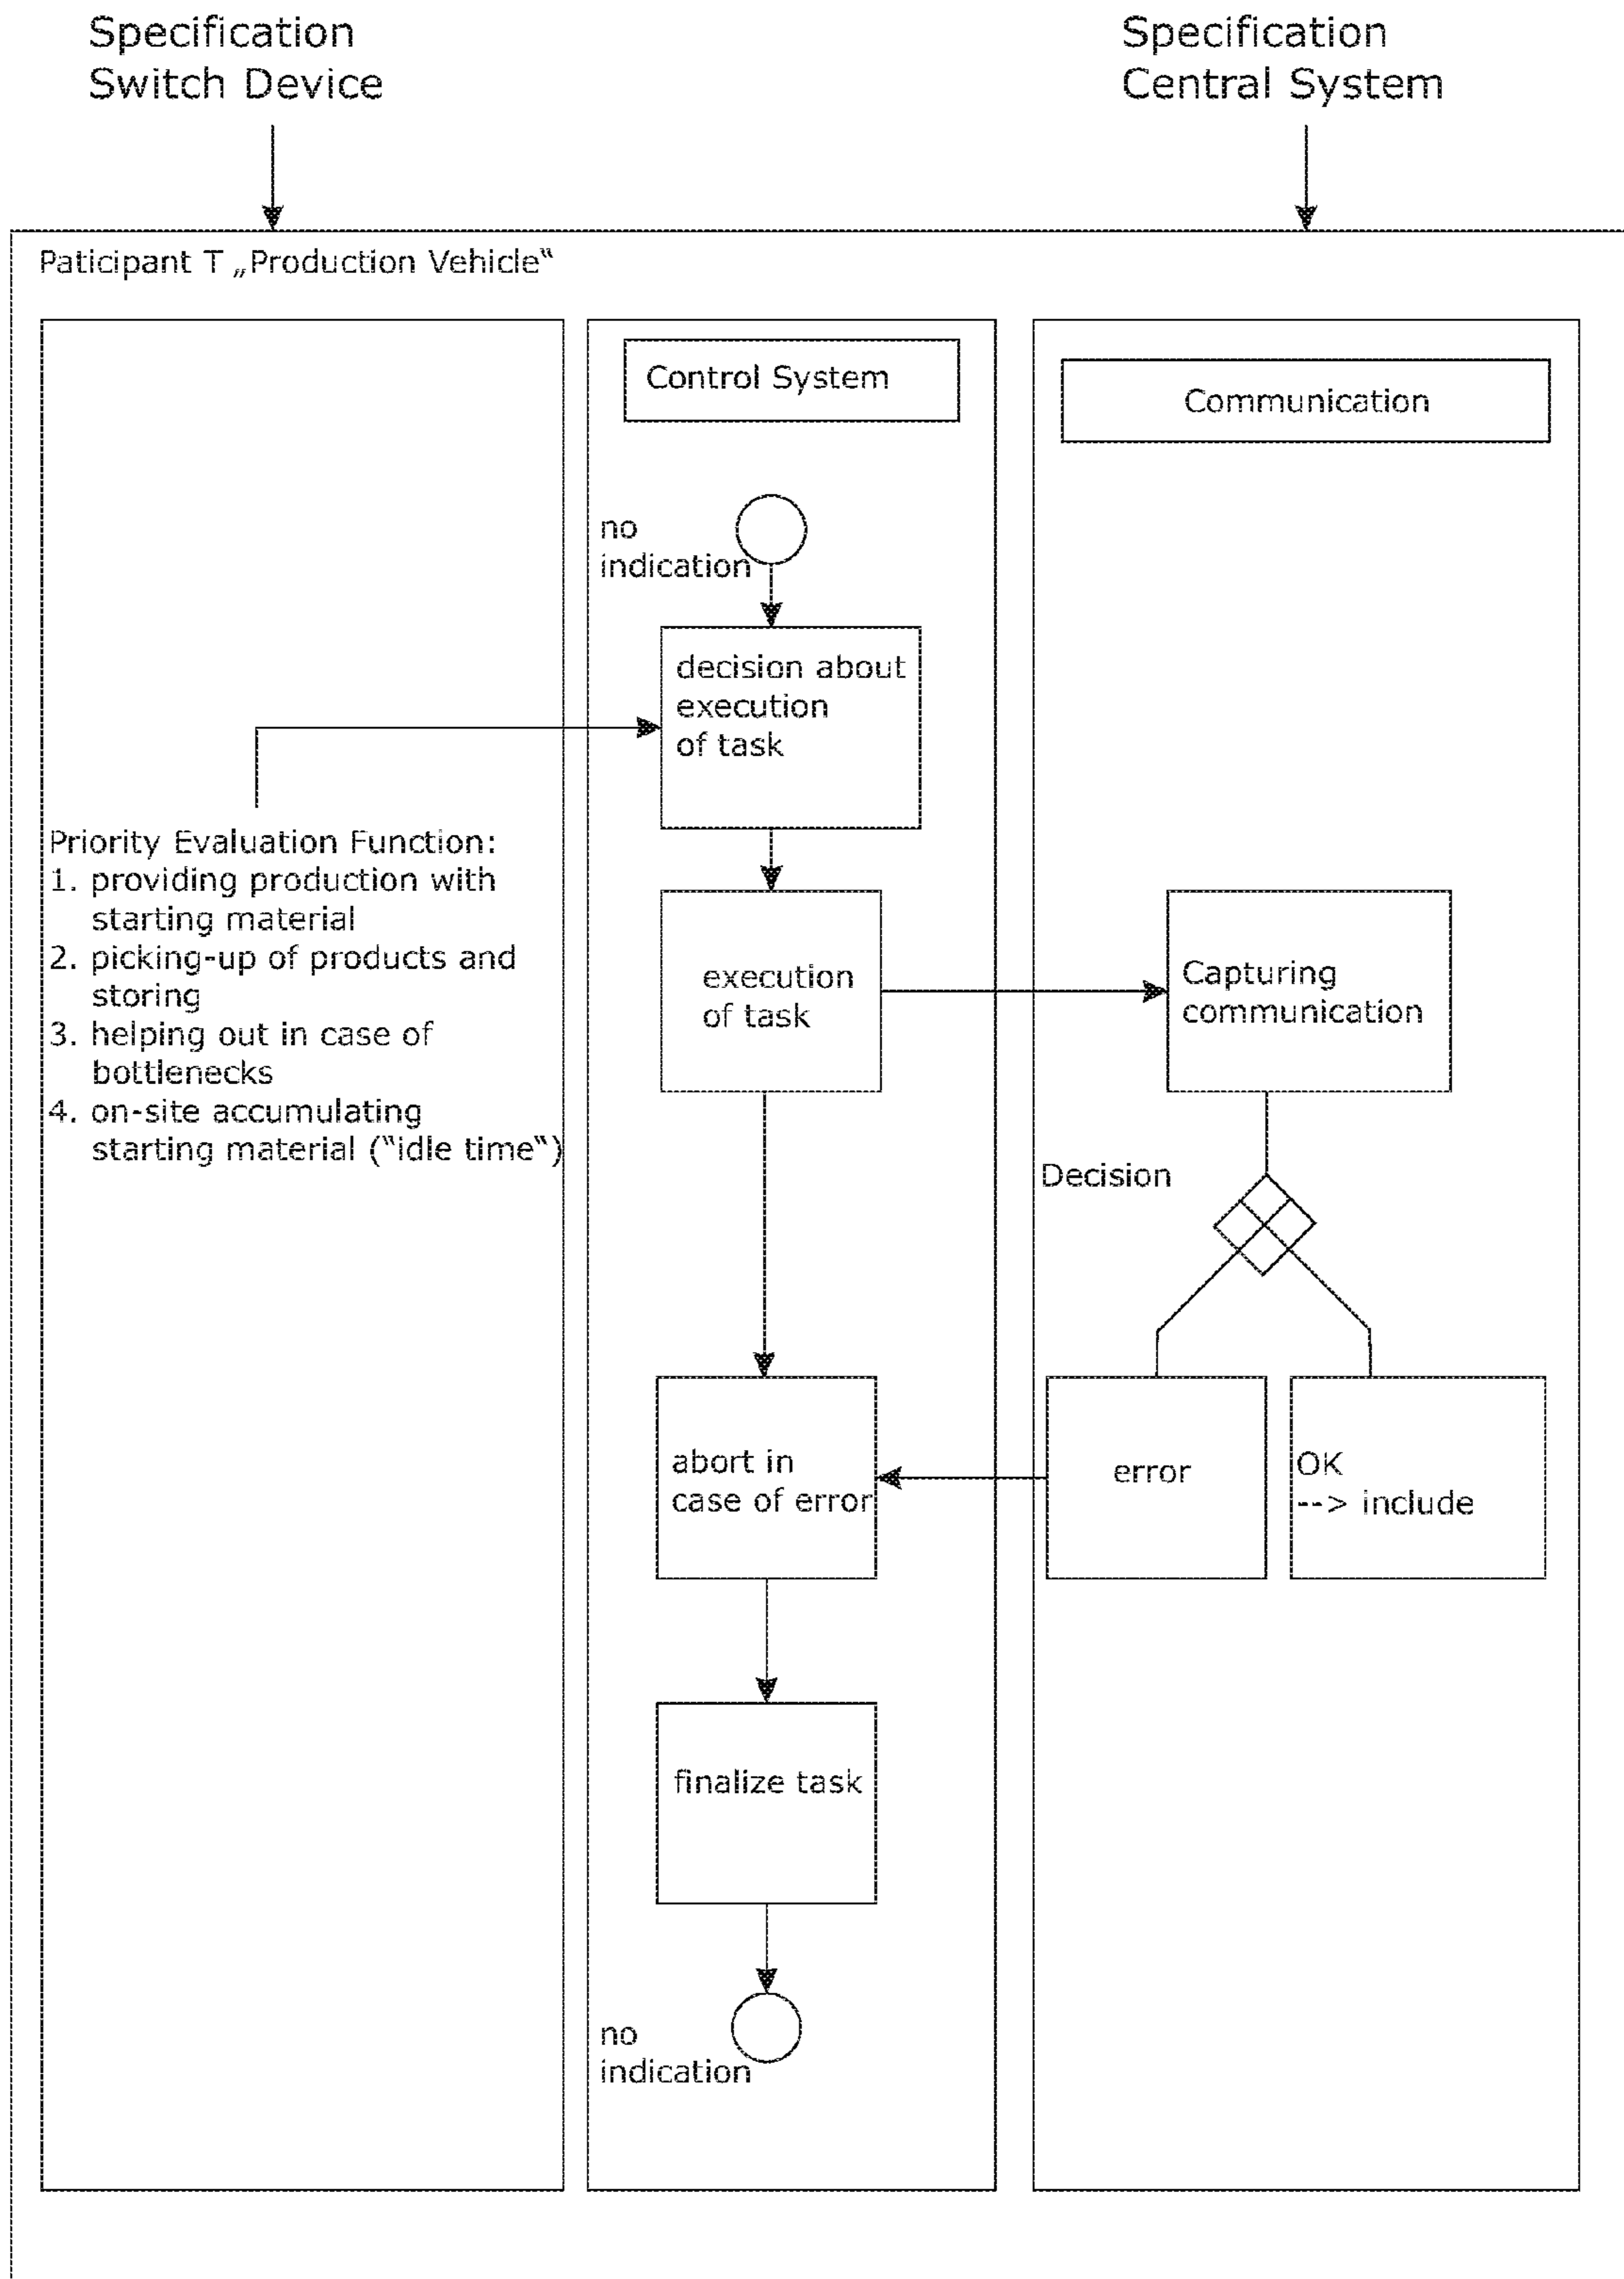 Specification
Switch Device
Specification
Central System
Paticipant T „Production Vehicle“
Control System
Communication
no
indication
decision about
execution
of task
Priority Evaluation Function:
1. providing production with
starting material
2. picking-up of products and
storing
3. helping out in case of
bottlenecks
4. on-site accumulating
starting material (“idle time“)
execution
of task
Capturing
communication
Decision
abort in
case of error
error
OK
--> include
finalize task
no
indication